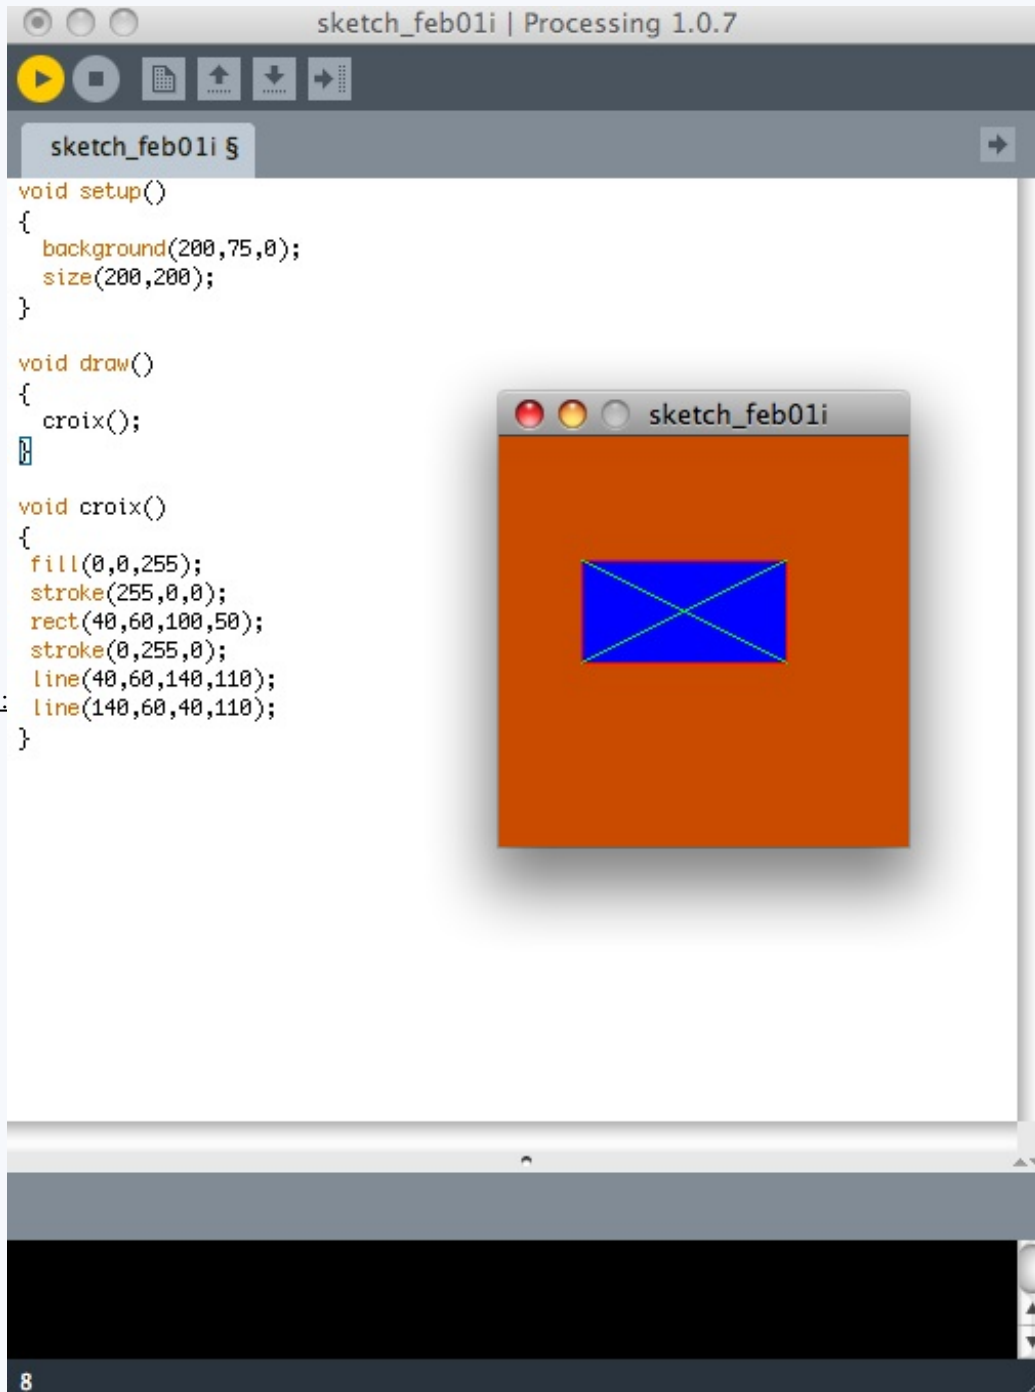 sketch_feb01i | Processing 1.0.7
sketch_feb01i §
void setup()
{
  background(200,75,0);
  size(200,200);
}
void draw()
{
  croix();
}
void croix()
{
 fill(0,0,255);
 stroke(255,0,0);
 rect(40,60,100,50);
 stroke(0,255,0);
 line(40,60,140,110);
 line(140,60,40,110);
}
sketch_feb01i
8